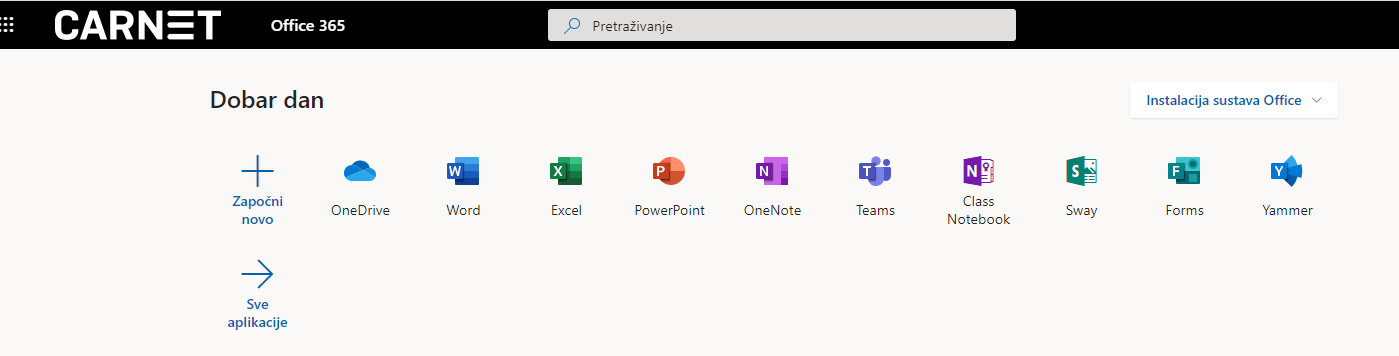 CARNET
Office 365
Pretraživanje
Dobar dan
Instalacija sustava Office
Započni
novo
OneDrive
Word
Excel
PowerPoint
OneNote
Teams
Class
Notebook
Sway
Forms
Yammer
Sve
aplikacije